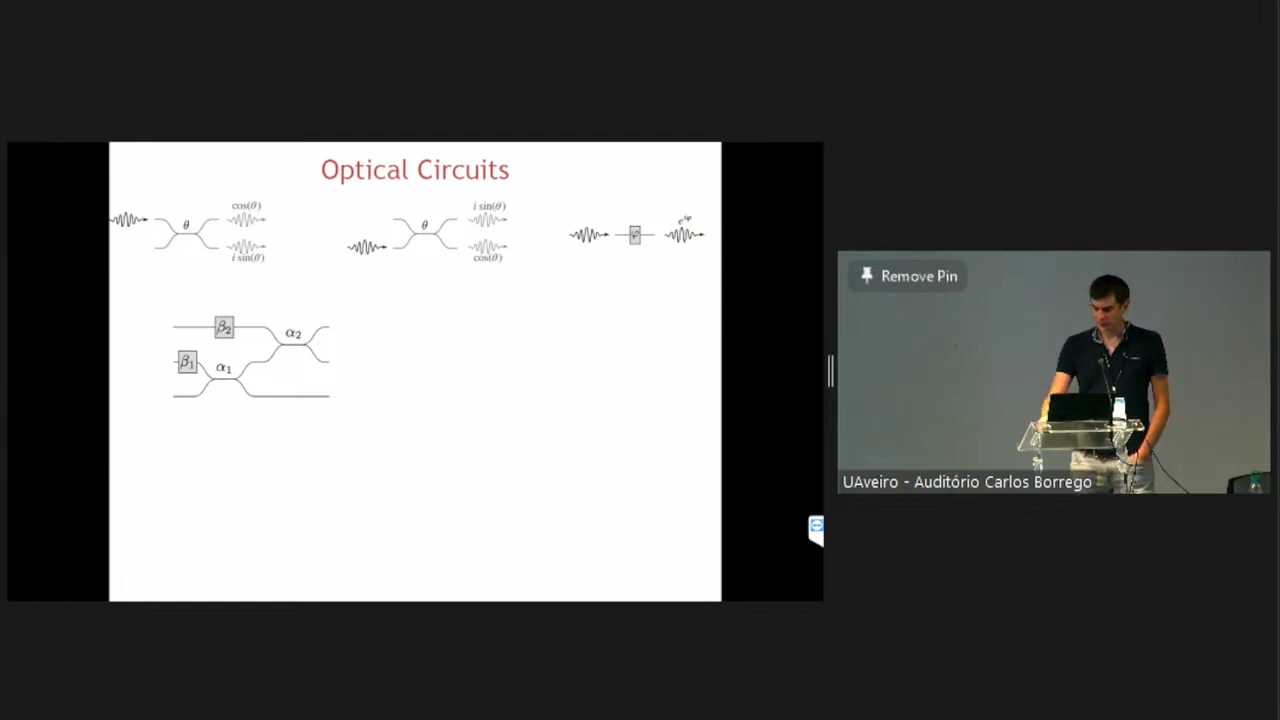 Optical Circuits
cos(θ)
θ
i sin(θ)
i sin(θ)
θ
cos(θ)
e^{iφ}
φ
β₂
α₂
β₁
α₁
Remove Pin
UAveiro - Auditório Carlos Borrego